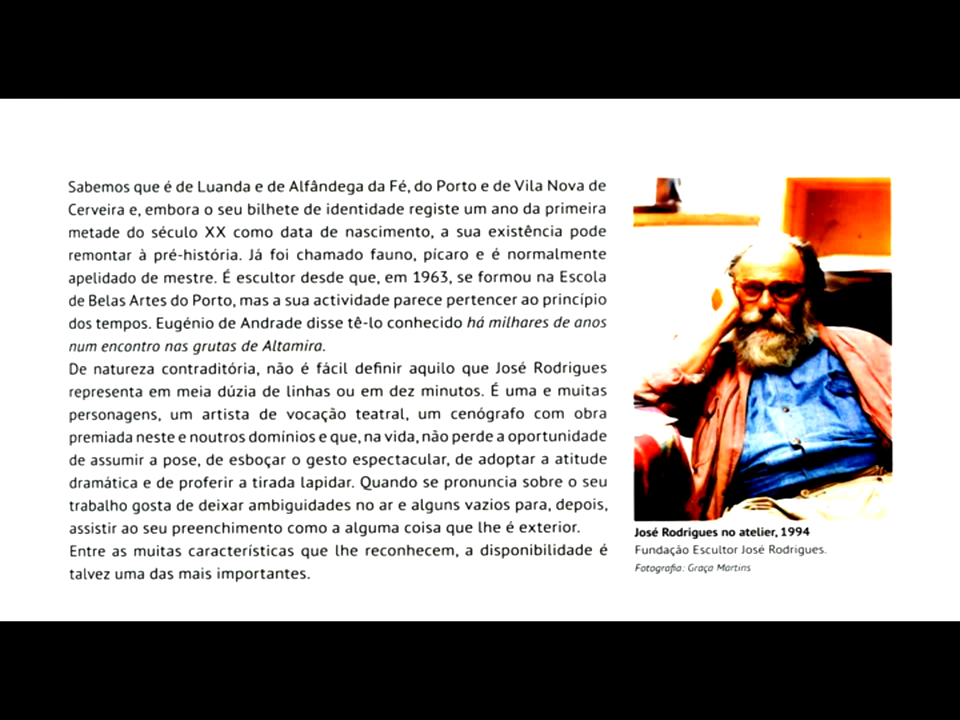 Sabemos que é de Luanda e de Alfândega da Fé, do Porto e de Vila Nova de
Cerveira e, embora o seu bilhete de identidade registe um ano da primeira
metade do século XX como data de nascimento, a sua existência pode
remontar à pré-história. Já foi chamado fauno, pícaro e é normalmente
apelidado de mestre. É escultor desde que, em 1963, se formou na Escola
de Belas Artes do Porto, mas a sua actividade parece pertencer ao princípio
dos tempos. Eugénio de Andrade disse tê-lo conhecido há milhares de anos
num encontro nas grutas de Altamira.
De natureza contraditória, não é fácil definir aquilo que José Rodrigues
representa em meia dúzia de linhas ou em dez minutos. É uma e muitas
personagens, um artista de vocação teatral, um cenógrafo com obra
premiada neste e noutros domínios e que, na vida, não perde a oportunidade
de assumir a pose, de esboçar o gesto espectacular, de adoptar a atitude
dramática e de proferir a tirada lapidar. Quando se pronuncia sobre o seu
trabalho gosta de deixar ambiguidades no ar e alguns vazios para, depois,
assistir ao seu preenchimento como a alguma coisa que lhe é exterior.
Entre as muitas características que lhe reconhecem, a disponibilidade é
talvez uma das mais importantes.
José Rodrigues no atelier, 1994
Fundação Escultor José Rodrigues.
Fotografia: Graça Martins